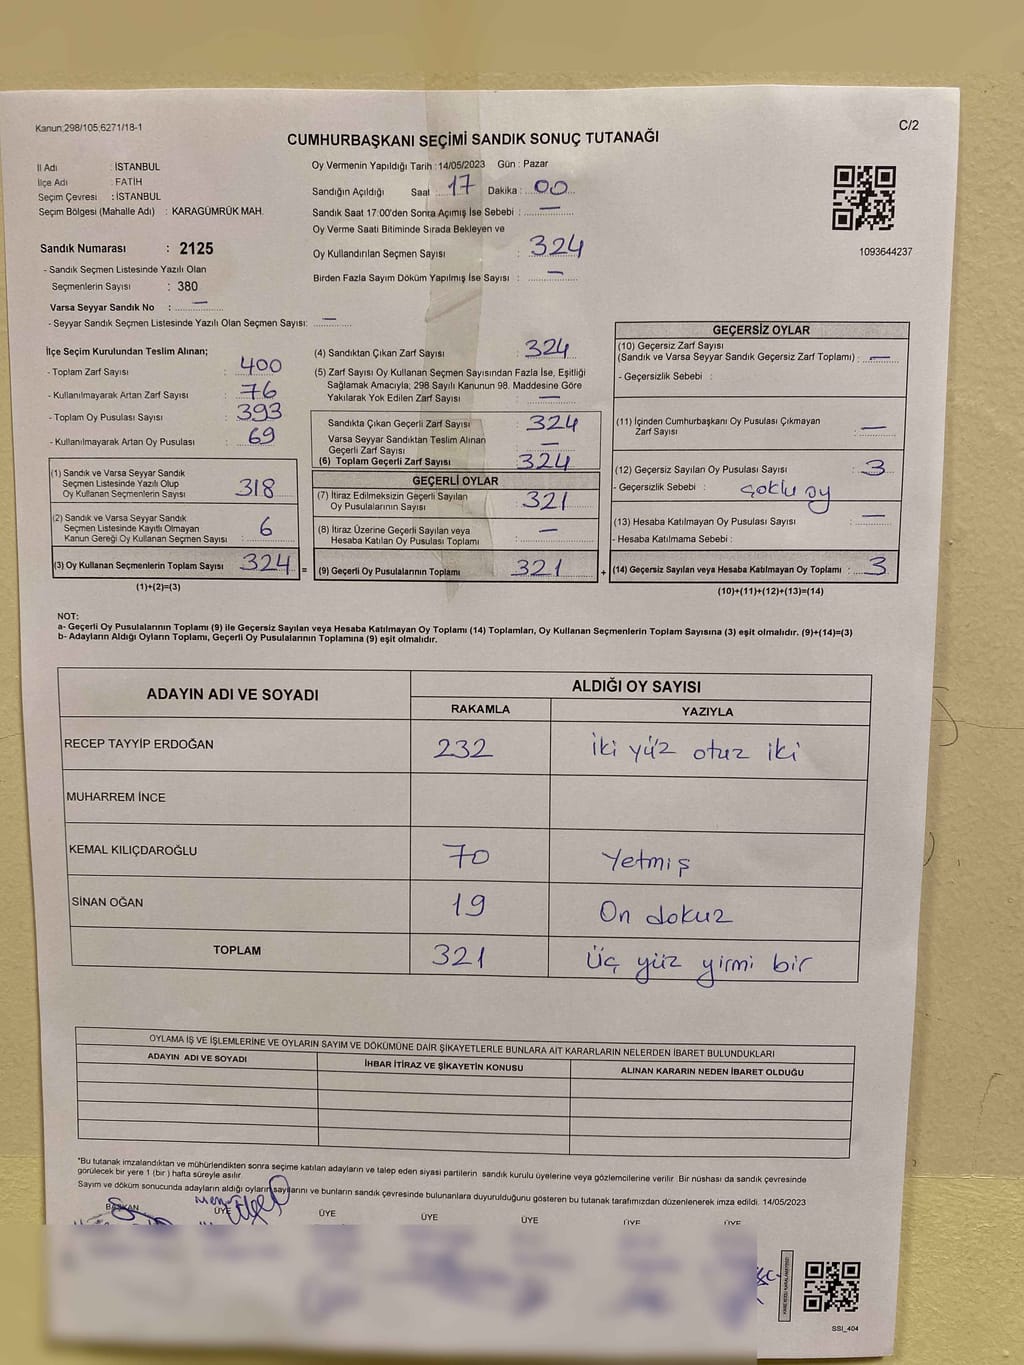 Kanun;298/105,6271/18-1
C/2
CUMHURBAŞKANI SEÇİMİ SANDIK SONUÇ TUTANAĞI
İl Adı : İSTANBUL
İlçe Adı : FATİH
Seçim Çevresi : İSTANBUL
Seçim Bölgesi (Mahalle Adı) : KARAGÜMRÜK MAH.
Sandık Numarası : 2125
- Sandık Seçmen Listesinde Yazılı Olan
Seçmenlerin Sayısı : 380
Varsa Seyyar Sandık No : —
- Seyyar Sandık Seçmen Listesinde Yazılı Olan Seçmen Sayısı: —
Oy Vermenin Yapıldığı Tarih : 14/05/2023 Gün : Pazar
Sandığın Açıldığı Saat 17 Dakika : 00
Sandık Saat 17:00'den Sonra Açımış İse Sebebi : —
Oy Verme Saati Bitiminde Sırada Bekleyen ve
Oy Kullandırılan Seçmen Sayısı : 324
Birden Fazla Sayım Döküm Yapılmış İse Sayısı : —
1093644237
İlçe Seçim Kurulundan Teslim Alınan;
- Toplam Zarf Sayısı : 400
- Kullanılmayarak Artan Zarf Sayısı : 76
- Toplam Oy Pusulası Sayısı : 393
- Kullanılmayarak Artan Oy Pusulası : 69
(1) Sandık ve Varsa Seyyar Sandık
Seçmen Listesinde Yazılı Olup
Oy Kullanan Seçmenlerin Sayısı : 318
(2) Sandık ve Varsa Seyyar Sandık
Seçmen Listesinde Kayıtlı Olmayan
Kanun Gereği Oy Kullanan Seçmen Sayısı : 6
(3) Oy Kullanan Seçmenlerin Toplam Sayısı : 324
(1)+(2)=(3)
(4) Sandıktan Çıkan Zarf Sayısı : 324
(5) Zarf Sayısı Oy Kullanan Seçmen Sayısından Fazla İse, Eşitliği
Sağlamak Amacıyla; 298 Sayılı Kanunun 98. Maddesine Göre
Yakılarak Yok Edilen Zarf Sayısı : —
Sandıkta Çıkan Geçerli Zarf Sayısı : 324
Varsa Seyyar Sandıktan Teslim Alınan
Geçerli Zarf Sayısı : —
(6) Toplam Geçerli Zarf Sayısı : 324
GEÇERLİ OYLAR
(7) İtiraz Edilmeksizin Geçerli Sayılan
Oy Pusulalarının Sayısı : 321
(8) İtiraz Üzerine Geçerli Sayılan veya
Hesaba Katılan Oy Pusulası Toplamı : —
= (9) Geçerli Oy Pusulalarının Toplamı : 321
GEÇERSİZ OYLAR
(10) Geçersiz Zarf Sayısı
(Sandık ve Varsa Seyyar Sandık Geçersiz Zarf Toplamı) : —
- Geçersizlik Sebebi :
(11) İçinden Cumhurbaşkanı Oy Pusulası Çıkmayan
Zarf Sayısı : —
(12) Geçersiz Sayılan Oy Pusulası Sayısı : 3
- Geçersizlik Sebebi : Çoklu oy
(13) Hesaba Katılmayan Oy Pusulası Sayısı : —
- Hesaba Katılmama Sebebi :
+ (14) Geçersiz Sayılan veya Hesaba Katılmayan Oy Toplamı : 3
(10)+(11)+(12)+(13)=(14)
NOT:
a- Geçerli Oy Pusulalarının Toplamı (9) ile Geçersiz Sayılan veya Hesaba Katılmayan Oy Toplamı (14) Toplamları, Oy Kullanan Seçmenlerin Toplam Sayısına (3) eşit olmalıdır. (9)+(14)=(3)
b- Adayların Aldığı Oyların Toplamı, Geçerli Oy Pusulalarının Toplamına (9) eşit olmalıdır.
ADAYIN ADI VE SOYADI ALDIĞI OY SAYISI
RAKAMLA YAZIYLA
RECEP TAYYİP ERDOĞAN 232 iki yüz otuz iki
MUHARREM İNCE
KEMAL KILIÇDAROĞLU 70 Yetmiş
SİNAN OĞAN 19 On dokuz
TOPLAM 321 Üç yüz yirmi bir
OYLAMA İŞ VE İŞLEMLERİNE VE OYLARIN SAYIM VE DÖKÜMÜNE DAİR ŞİKAYETLERLE BUNLARA AİT KARARLARIN NELERDEN İBARET BULUNDUKLARI
ADAYIN ADI VE SOYADI İHBAR İTİRAZ VE ŞİKAYETİN KONUSU ALINAN KARARIN NEDEN İBARET OLDUĞU
*Bu tutanak imzalandıktan ve mühürlendikten sonra seçime katılan adayların ve talep eden siyasi partilerin sandık kurulu üyelerine veya gözlemcilerine verilir. Bir nüshası da sandık çevresinde
görülecek bir yere 1 (bir) hafta süreyle asılır.
Sayım ve döküm sonucunda adayların aldığı oyların sayılarını ve bunların sandık çevresinde bulunanlara duyurulduğunu gösteren bu tutanak tarafımızdan düzenlenerek imza edildi. 14/05/2023
BAŞKAN ÜYE ÜYE ÜYE ÜYE ÜYE ÜYE
SSI_404